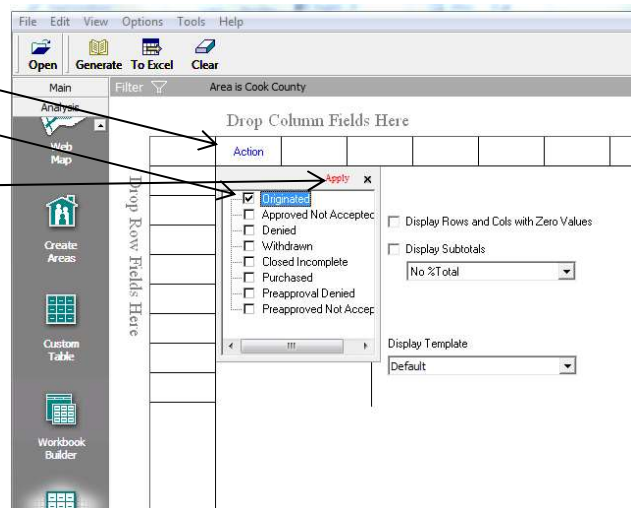 File Edit View Options Tools Help
Open Generate To Excel Clear
Main
Filter Area is Cook County
Analysis
Web
Map
Create
Areas
Custom
Table
Workbook
Builder
Drop Column Fields Here
Drop Row Fields Here
Action
Apply x
Originated
Approved Not Accepted
Denied
Withdrawn
Closed Incomplete
Purchased
Preapproval Denied
Preapproved Not Accep
Display Rows and Cols with Zero Values
Display Subtotals
No %Total
Display Template
Default